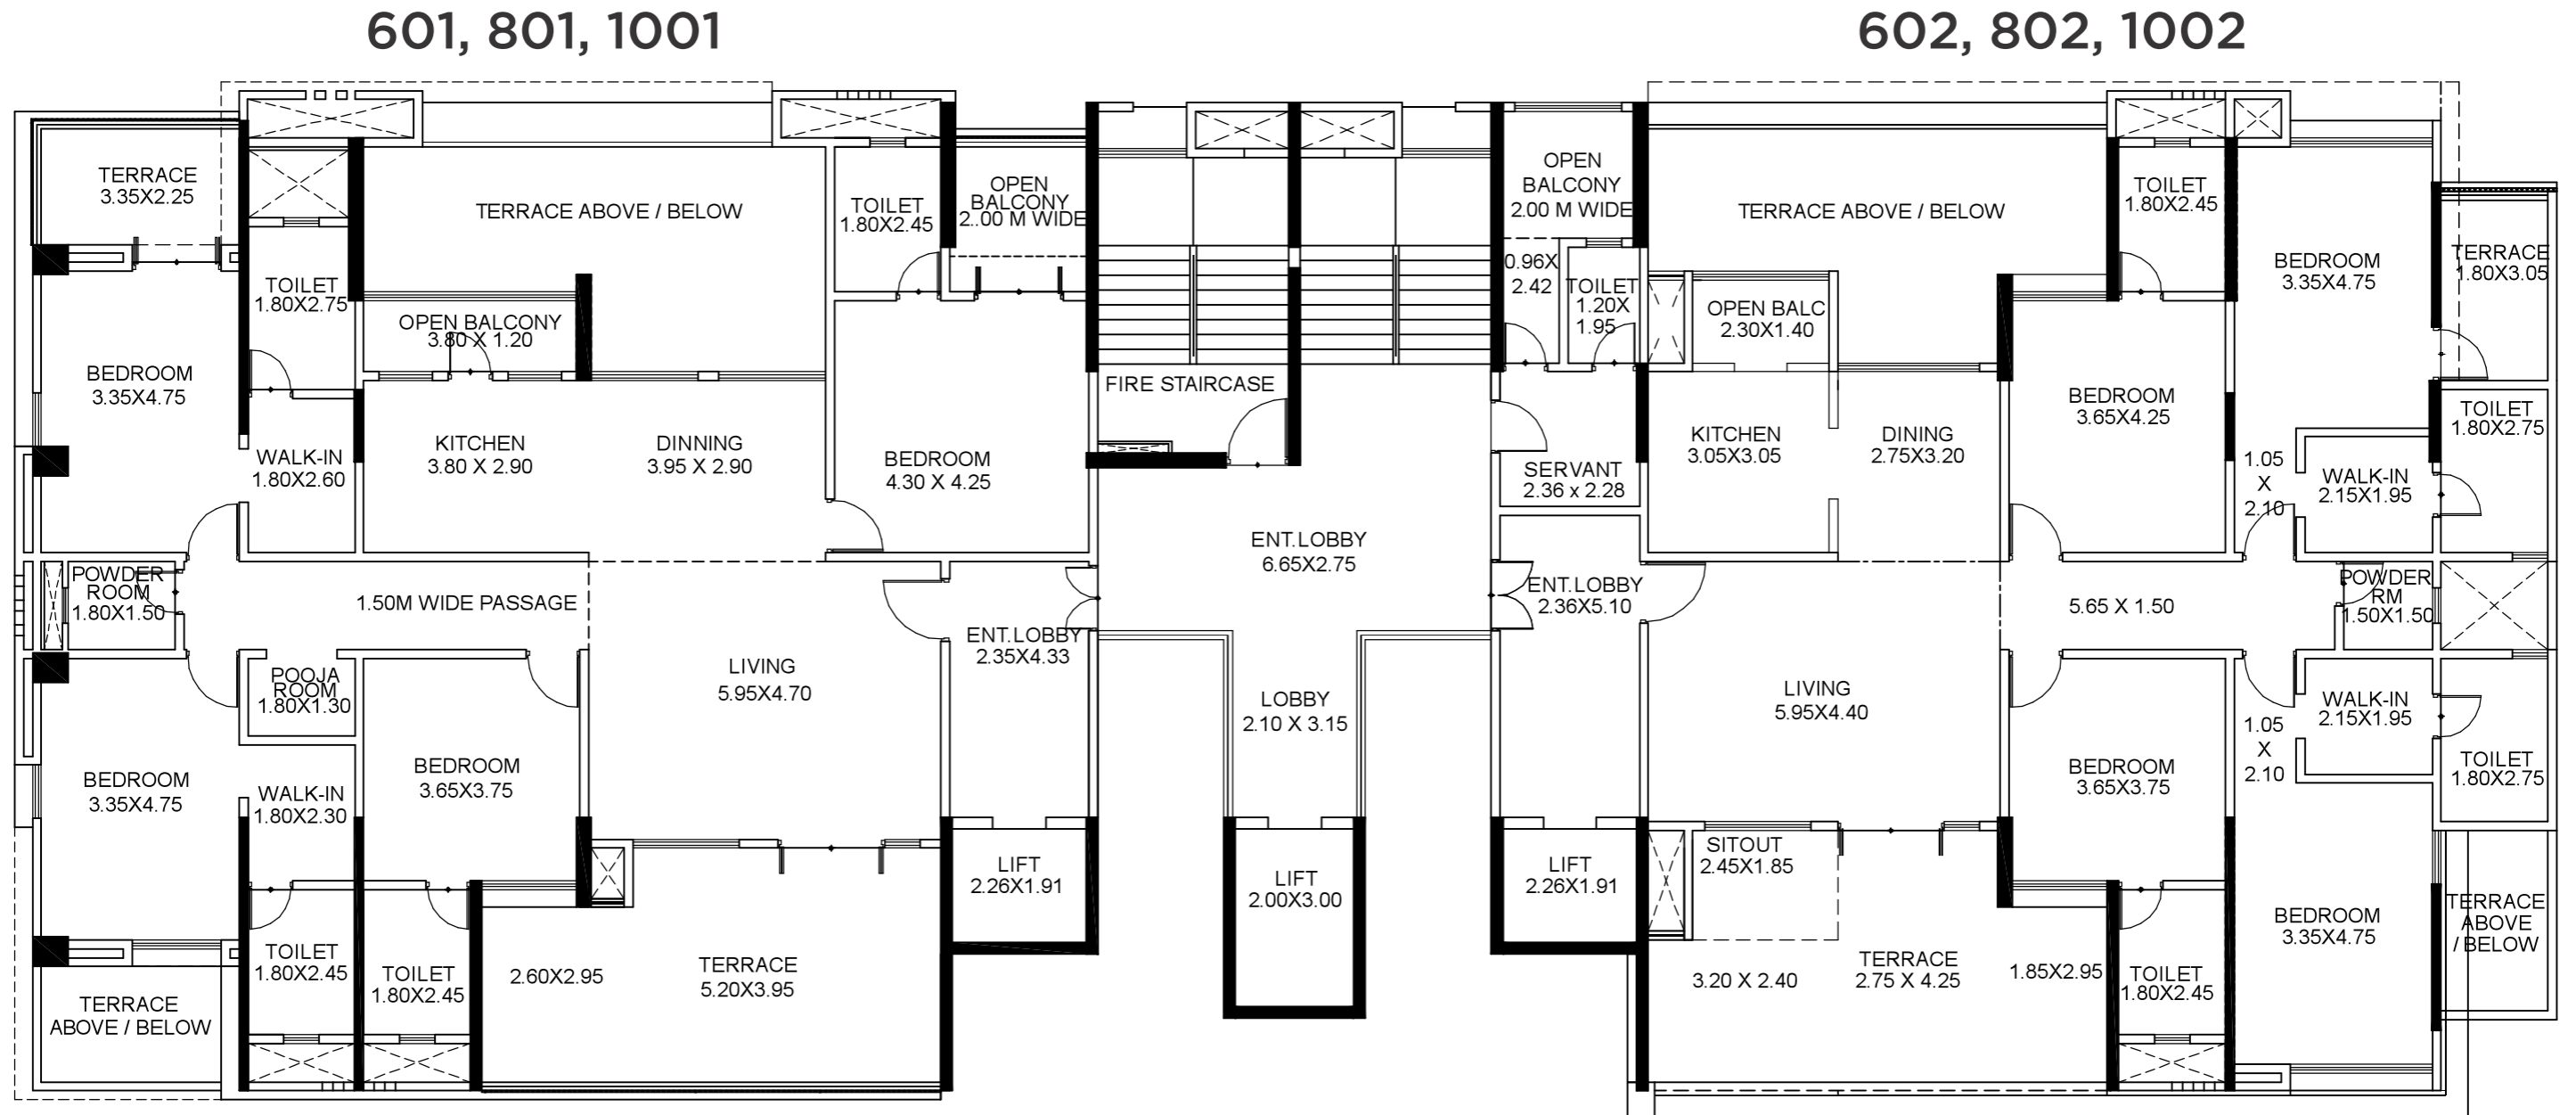 601, 801, 1001
602, 802, 1002
TERRACE
3.35X2.25
TOILET
1.80X2.75
TERRACE ABOVE / BELOW
OPEN BALCONY
3.80 X 1.20
TOILET
1.80X2.45
OPEN
BALCONY
2..00 M WIDE
BEDROOM
3.35X4.75
WALK-IN
1.80X2.60
KITCHEN
3.80 X 2.90
DINNING
3.95 X 2.90
BEDROOM
4.30 X 4.25
POWDER
ROOM
1.80X1.50
1.50M WIDE PASSAGE
POOJA
ROOM
1.80X1.30
LIVING
5.95X4.70
ENT.LOBBY
2.35X4.33
BEDROOM
3.35X4.75
WALK-IN
1.80X2.30
BEDROOM
3.65X3.75
LIFT
2.26X1.91
TOILET
1.80X2.45
TOILET
1.80X2.45
2.60X2.95
TERRACE
5.20X3.95
TERRACE
ABOVE / BELOW
FIRE STAIRCASE
ENT.LOBBY
6.65X2.75
LOBBY
2.10 X 3.15
LIFT
2.00X3.00
OPEN
BALCONY
2.00 M WIDE
0.96X
2.42
TOILET
1.20X
1.95
SERVANT
2.36 x 2.28
ENT.LOBBY
2.36X5.10
LIFT
2.26X1.91
TERRACE ABOVE / BELOW
OPEN BALC
2.30X1.40
KITCHEN
3.05X3.05
DINING
2.75X3.20
TOILET
1.80X2.45
BEDROOM
3.65X4.25
BEDROOM
3.35X4.75
TERRACE
1.80X3.05
TOILET
1.80X2.75
1.05
X
2.10
WALK-IN
2.15X1.95
5.65 X 1.50
POWDER
RM
1.50X1.50
LIVING
5.95X4.40
BEDROOM
3.65X3.75
1.05
X
2.10
WALK-IN
2.15X1.95
TOILET
1.80X2.75
SITOUT
2.45X1.85
3.20 X 2.40
TERRACE
2.75 X 4.25
1.85X2.95
TOILET
1.80X2.45
BEDROOM
3.35X4.75
TERRACE
ABOVE
/ BELOW